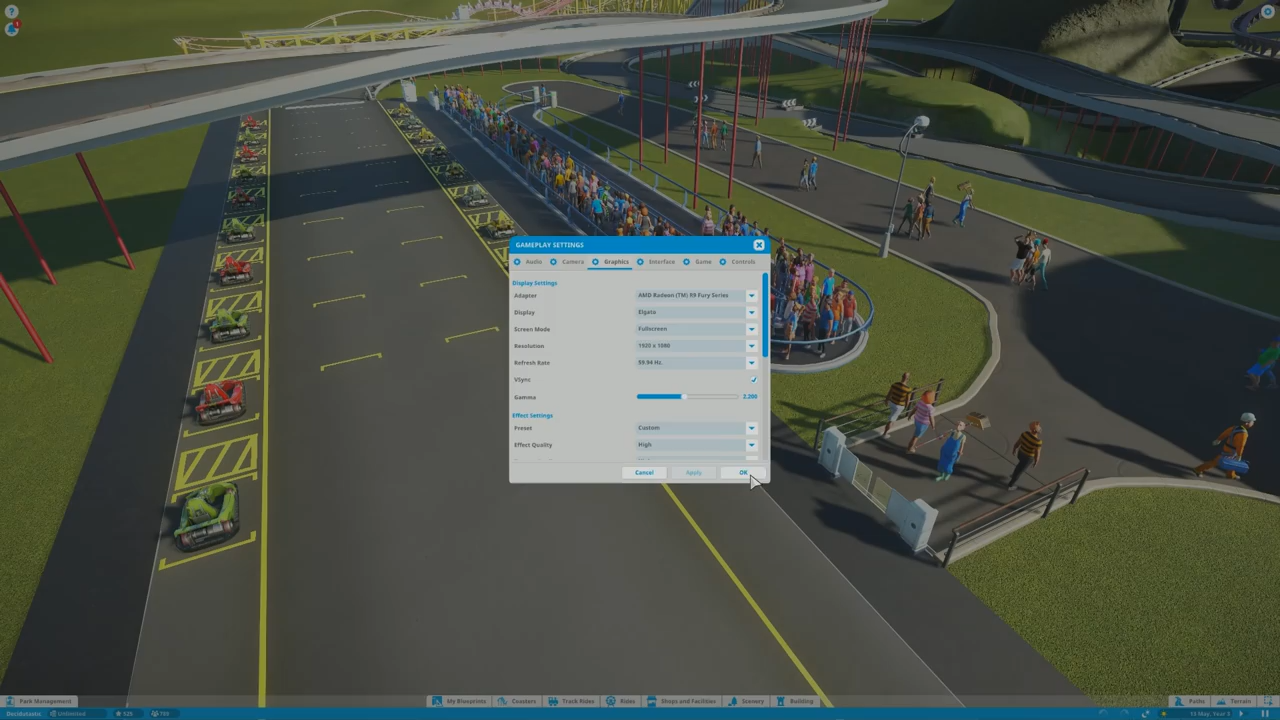 GAMEPLAY SETTINGS
Audio Camera Graphics Interface Game Controls
Display Settings
Adapter AMD Radeon (TM) R9 Fury Series
Display Elgato
Screen Mode Fullscreen
Resolution 1920 x 1080
Refresh Rate 59.94 Hz.
VSync
Gamma 2.200
Effect Settings
Preset Custom
Effect Quality High
Cancel Apply OK
Park Management My Blueprints Coasters Track Rides Rides Shops and Facilities Scenery Building Paths Terrain
Unlimited 525